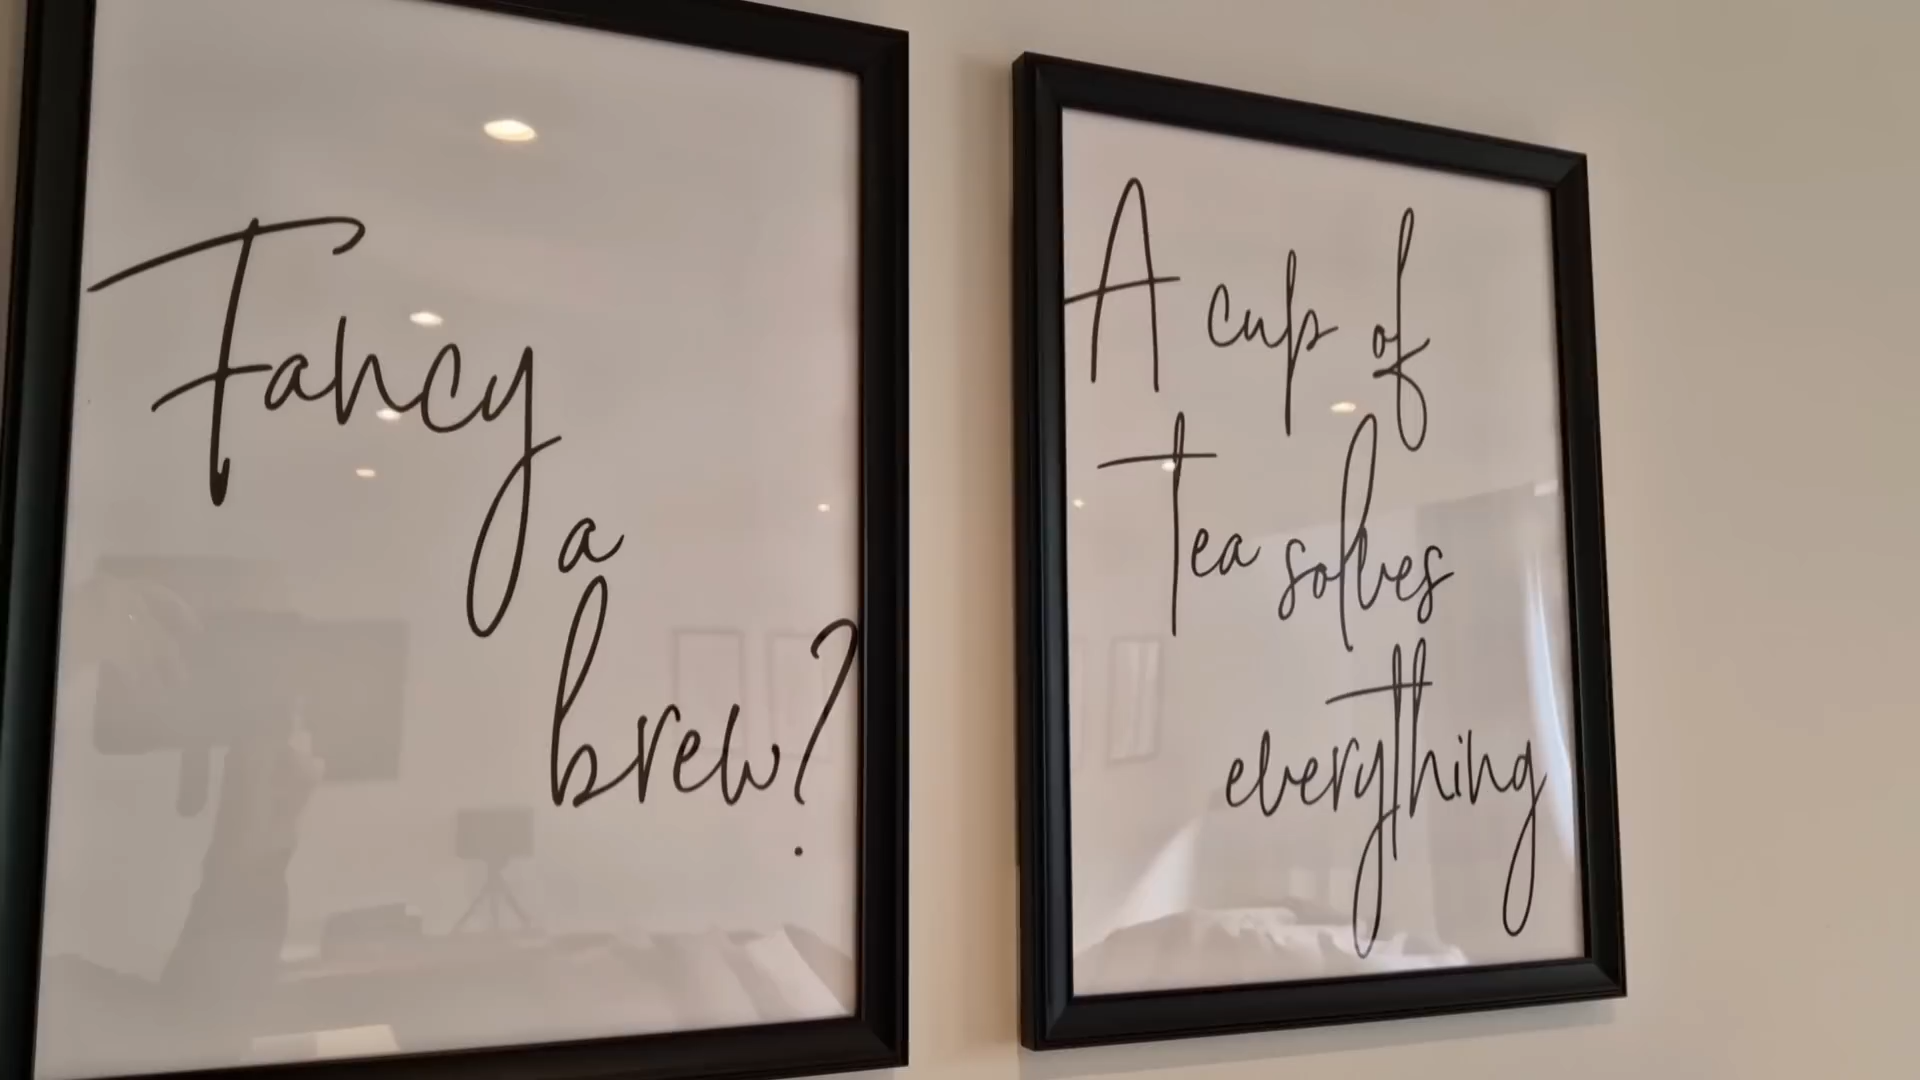 Fancy
a
brew?
A cup of
Tea solves
everything